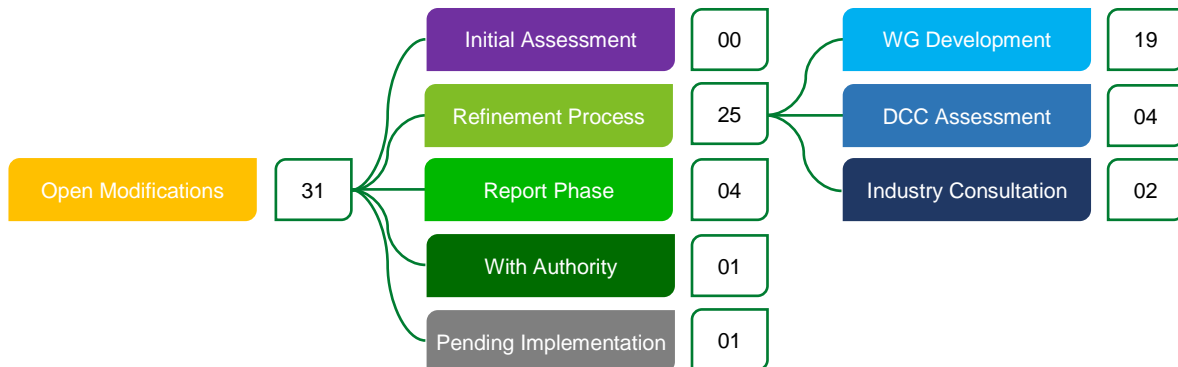 Initial Assessment 00 WG Development 19
Refinement Process 25 DCC Assessment 04
Open Modifications 31 Report Phase 04 Industry Consultation 02
With Authority 01
Pending Implementation 01